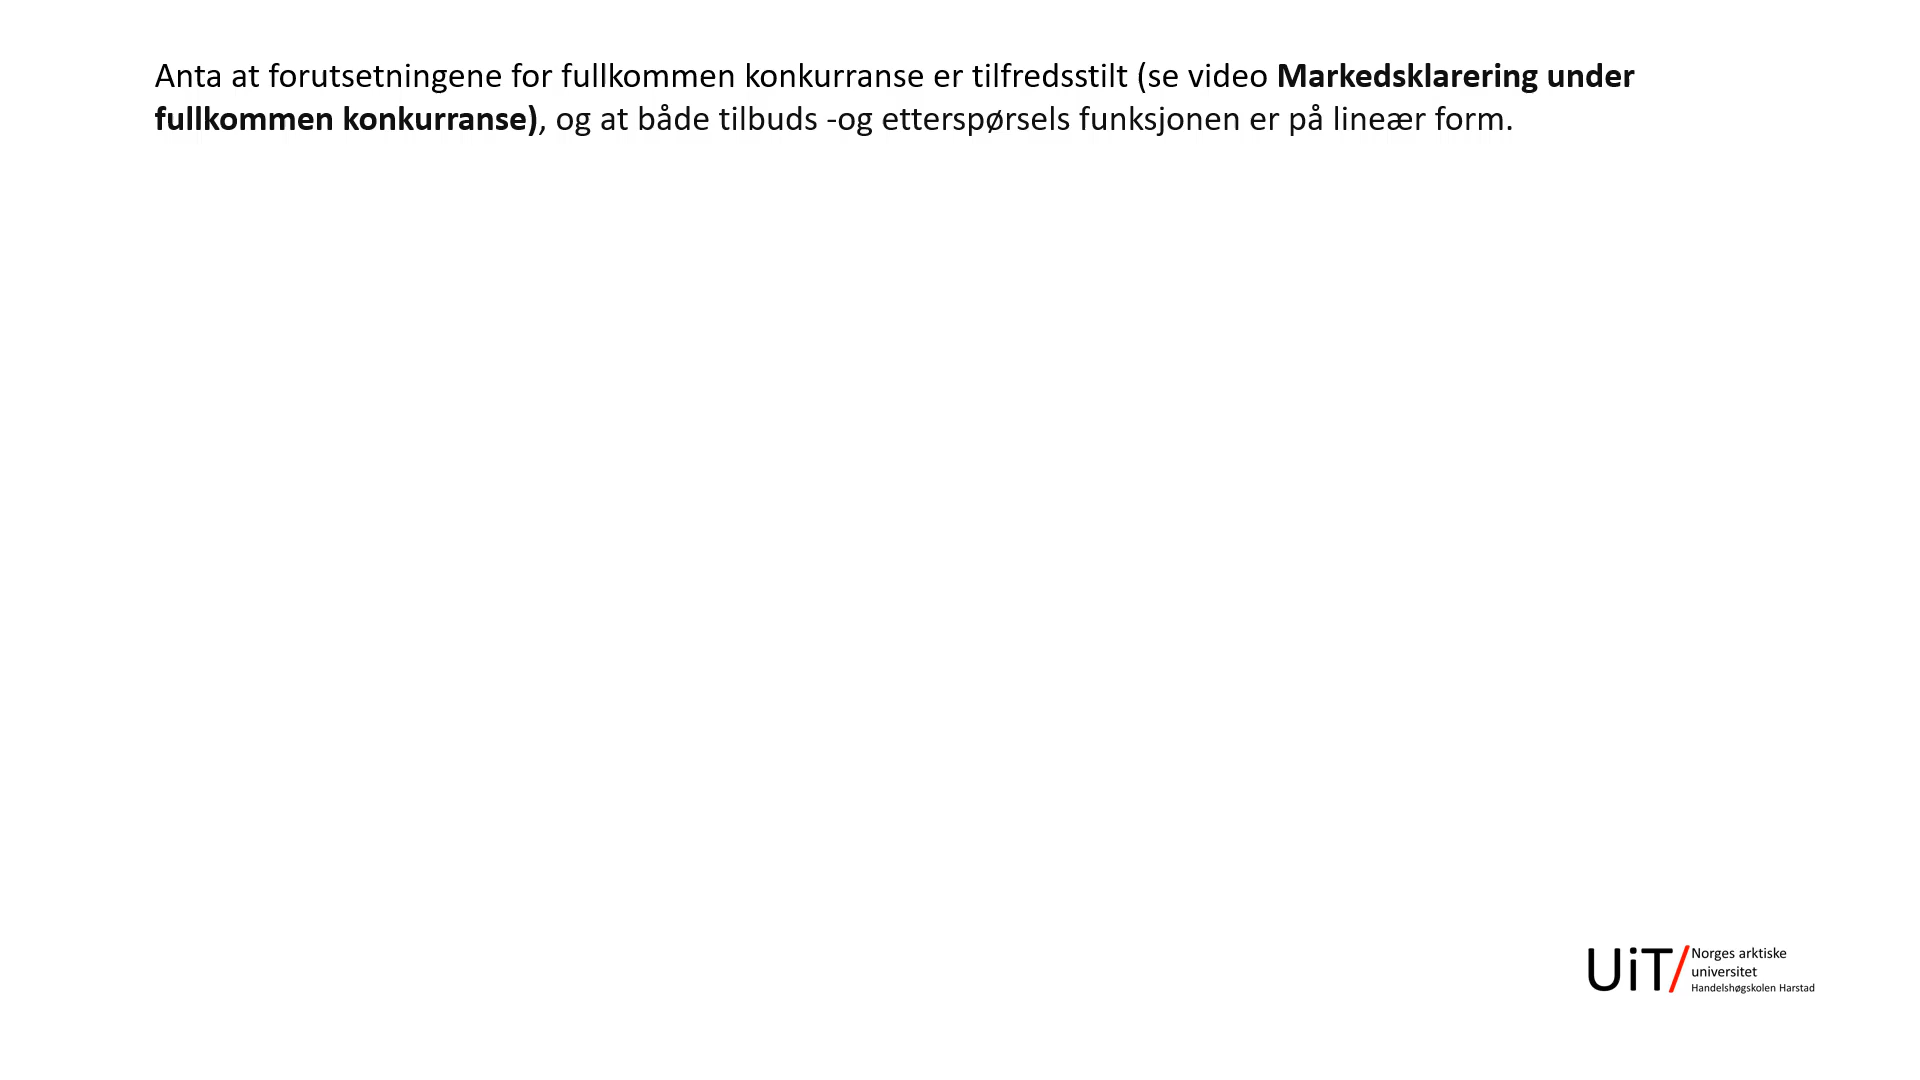 Anta at forutsetningene for fullkommen konkurranse er tilfredsstilt (se video Markedsklarering under
fullkommen konkurranse), og at både tilbuds -og etterspørsels funksjonen er på lineær form.
UiT/
Norges arktiske
universitet
Handelshøgskolen Harstad